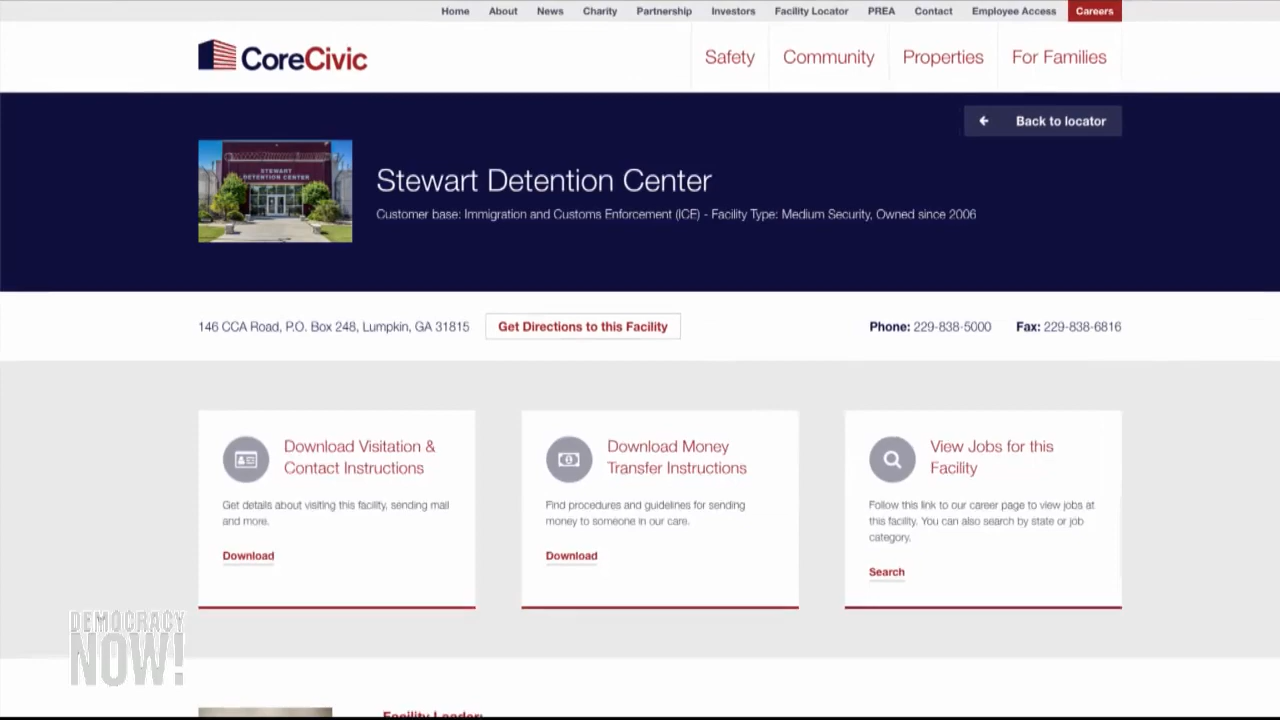 Home About News Charity Partnership Investors Facility Locator PREA Contact Employee Access Careers
CoreCivic
Safety Community Properties For Families
Back to locator
STEWART
DETENTION CENTER
Stewart Detention Center
Customer base: Immigration and Customs Enforcement (ICE) - Facility Type: Medium Security, Owned since 2006
146 CCA Road, P.O. Box 248, Lumpkin, GA 31815
Get Directions to this Facility
Phone: 229-838-5000 Fax: 229-838-6816
Download Visitation &
Contact Instructions
Get details about visiting this facility, sending mail
and more.
Download
Download Money
Transfer Instructions
Find procedures and guidelines for sending
money to someone in our care.
Download
View Jobs for this
Facility
Follow this link to our career page to view jobs at
this facility. You can also search by state or job
category.
Search
DEMOCRACY
NOW!
Facility Leader: